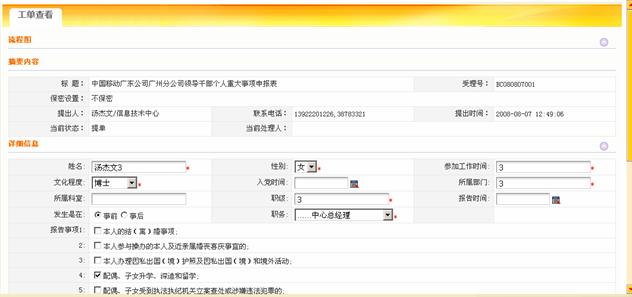 工单查看
流程图
摘要内容
标 题: 中国移动广东公司广州分公司领导干部个人重大事项申报表 受理号: BC080807001
保密设置: 不保密
提出人: 汤杰文/信息技术中心 联系电话: 13922201226,38783321 提出时间: 2008-08-07 12:49:06
当前状态: 提单 当前处理人:
详细信息
姓名: 汤杰文3 * 性别: 女 * 参加工作时间: 3 *
文化程度: 博士 * 入党时间: 所属部门: 3 *
所属科室: 职级: 3 * 报告时间: *
发生是在: 事前 事后 职务: ……中心总经理 *
报告事项1: 本人的结(离)婚事项;
2: 本人参与操办的本人及近亲属婚丧喜庆事宜的;
3: 本人办理因私出国(境)护照及因私出国(境)和境外活动;
4: 配偶、子女升学、深造和留学;
5: 配偶、子女受到执法执纪机关立案查处或涉嫌违法犯罪的;